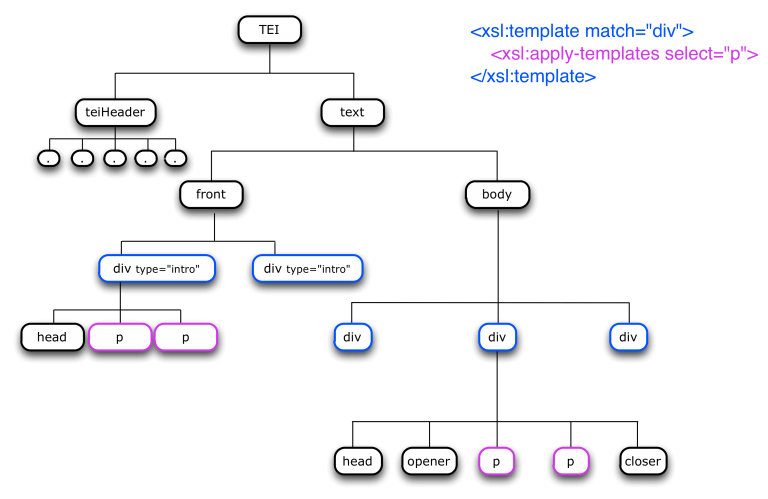 TEI
<xsl:template match="div">
<xsl:apply-templates select="p">
</xsl:template>
teiHeader
text
. . . . .
front
body
div type="intro"
div type="intro"
head
p
p
div
div
div
head
opener
p
p
closer